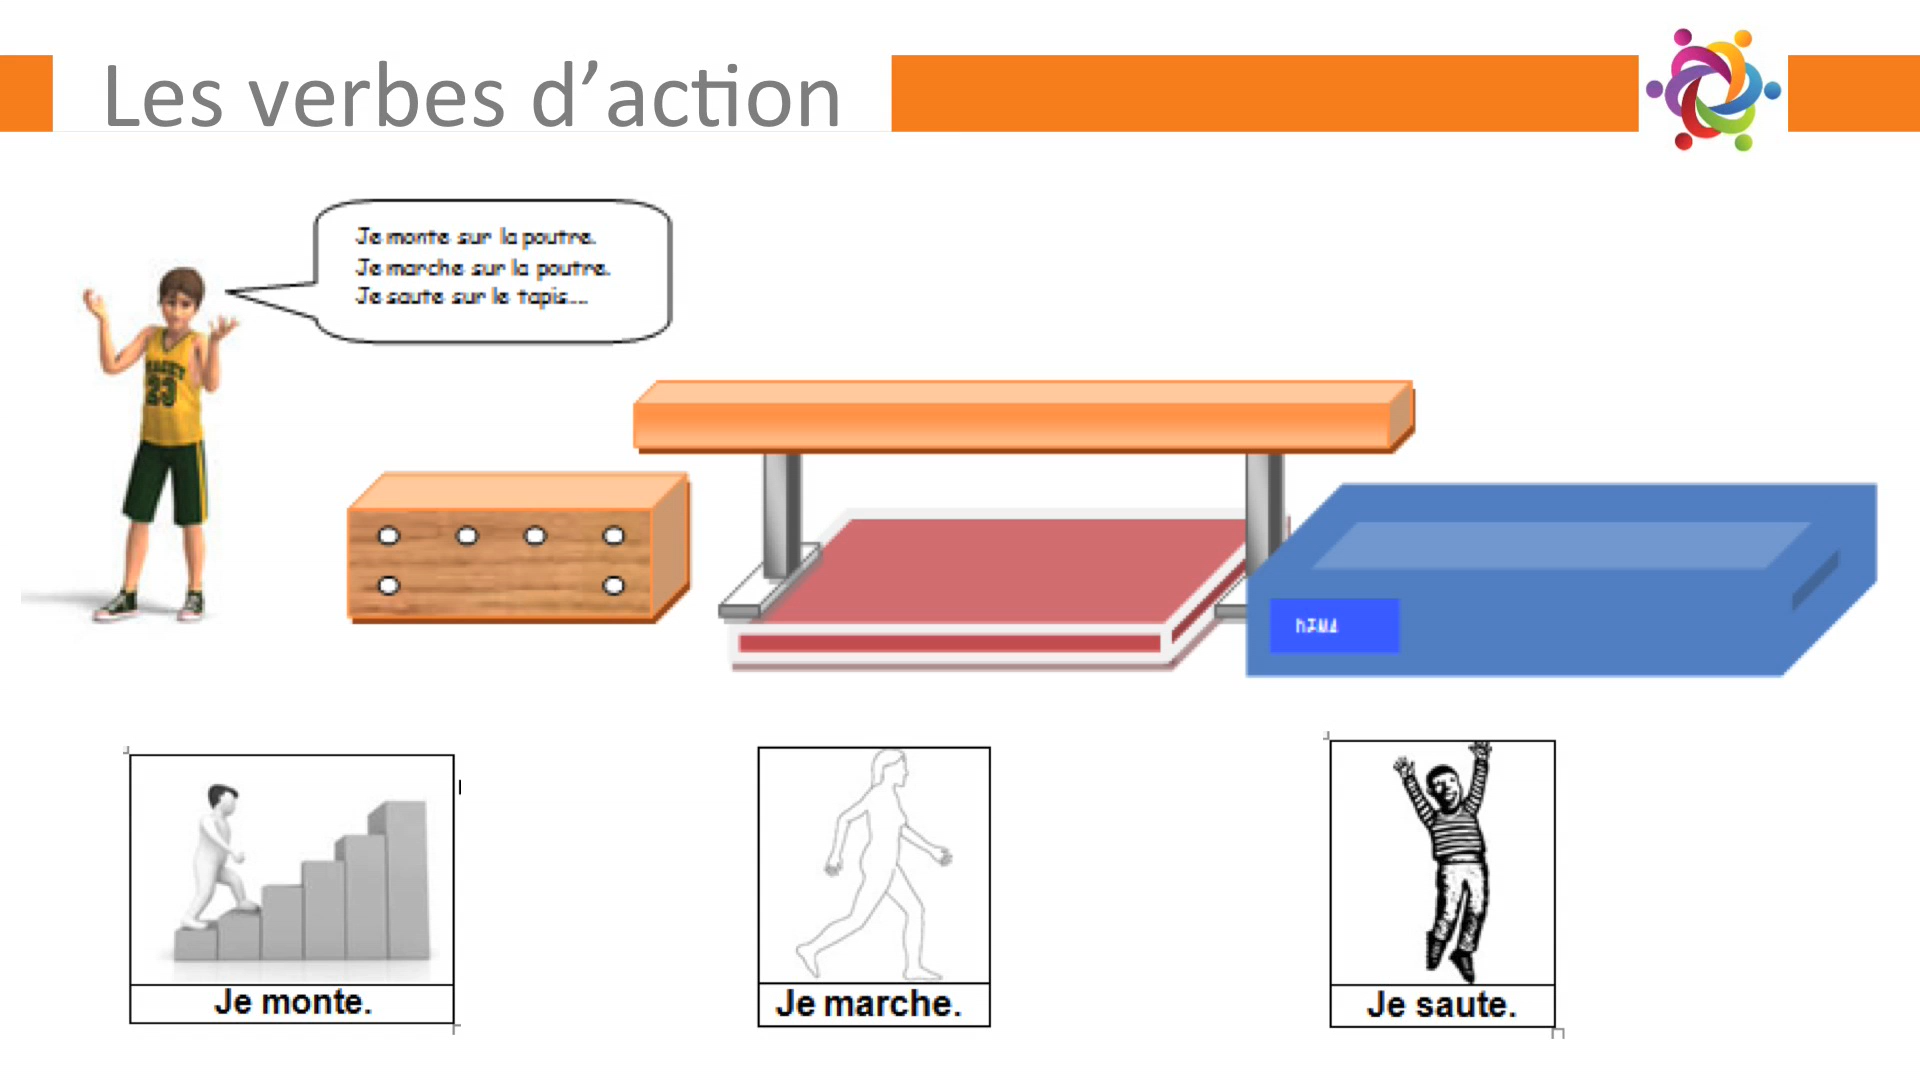 Les verbes d’action
Je monte sur la poutre.
Je marche sur la poutre.
Je saute sur le tapis....
23
Je monte.
Je marche.
Je saute.